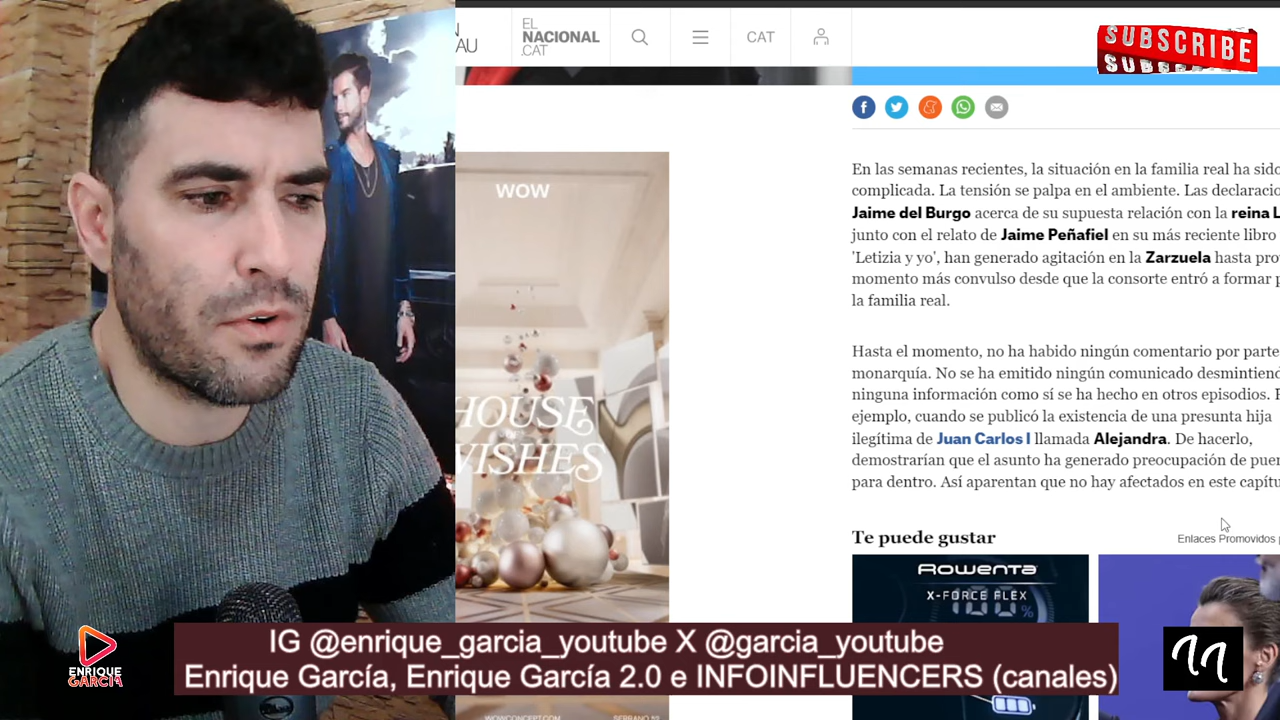 AU
EL
NACIONAL
.CAT
CAT
SUBSCRIBE
WOW
HOUSE
WISHES
WOWCONCEPT.COM
En las semanas recientes, la situación en la familia real ha sido
complicada. La tensión se palpa en el ambiente. Las declaracio
Jaime del Burgo acerca de su supuesta relación con la reina L
junto con el relato de Jaime Peñafiel en su más reciente libro
'Letizia y yo', han generado agitación en la Zarzuela hasta pro
momento más convulso desde que la consorte entró a formar p
la familia real.
Hasta el momento, no ha habido ningún comentario por parte
monarquía. No se ha emitido ningún comunicado desmintiend
ninguna información como sí se ha hecho en otros episodios. P
ejemplo, cuando se publicó la existencia de una presunta hija
ilegítima de Juan Carlos I llamada Alejandra. De hacerlo,
demostrarían que el asunto ha generado preocupación de puer
para dentro. Así aparentan que no hay afectados en este capítu
Te puede gustar
Enlaces Promovidos p
Rowenta
X-FORCE FLEX
100%
ENRIQUE
GARCÍA
IG @enrique_garcia_youtube X @garcia_youtube
Enrique García, Enrique García 2.0 e INFOINFLUENCERS (canales)